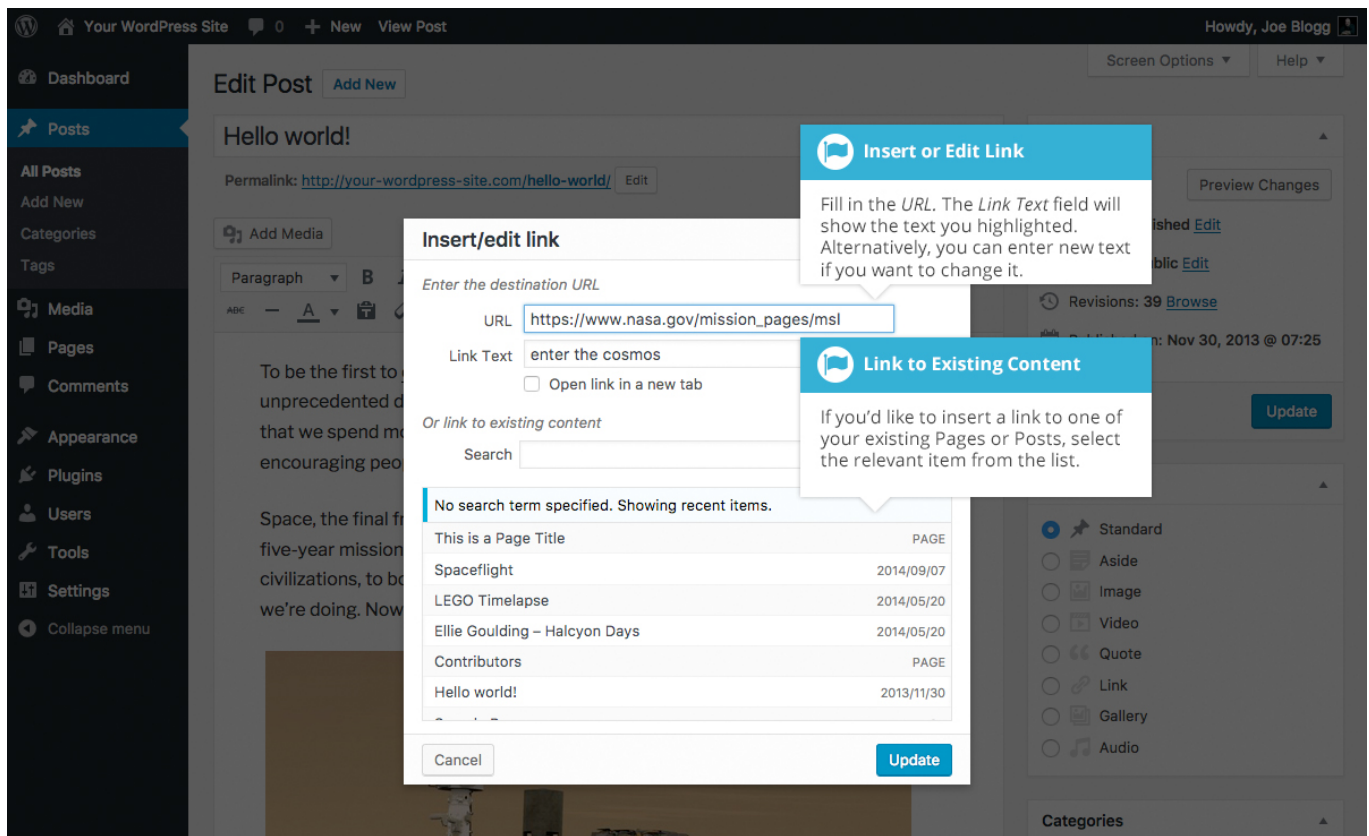 Your WordPress Site 0 New View Post Howdy, Joe Blogg
Screen Options Help
Dashboard
Posts
All Posts
Add New
Categories
Tags
Media
Pages
Comments
Appearance
Plugins
Users
Tools
Settings
Collapse menu
Edit Post Add New
Hello world!
Permalink: http://your-wordpress-site.com/hello-world/ Edit
Add Media
Paragraph B
ABC A
To be the first to
unprecedented d
that we spend mo
encouraging peo
Space, the final fr
five-year mission
civilizations, to bo
we're doing. Now
Insert/edit link
Enter the destination URL
URL https://www.nasa.gov/mission_pages/msl
Link Text enter the cosmos
Open link in a new tab
Or link to existing content
Search
No search term specified. Showing recent items.
This is a Page Title PAGE
Spaceflight 2014/09/07
LEGO Timelapse 2014/05/20
Ellie Goulding – Halcyon Days 2014/05/20
Contributors PAGE
Hello world! 2013/11/30
Cancel Update
Insert or Edit Link
Fill in the URL. The Link Text field will
show the text you highlighted.
Alternatively, you can enter new text
if you want to change it.
Link to Existing Content
If you'd like to insert a link to one of
your existing Pages or Posts, select
the relevant item from the list.
Preview Changes
ished Edit
blic Edit
Revisions: 39 Browse
n: Nov 30, 2013 @ 07:25
Update
Standard
Aside
Image
Video
Quote
Link
Gallery
Audio
Categories